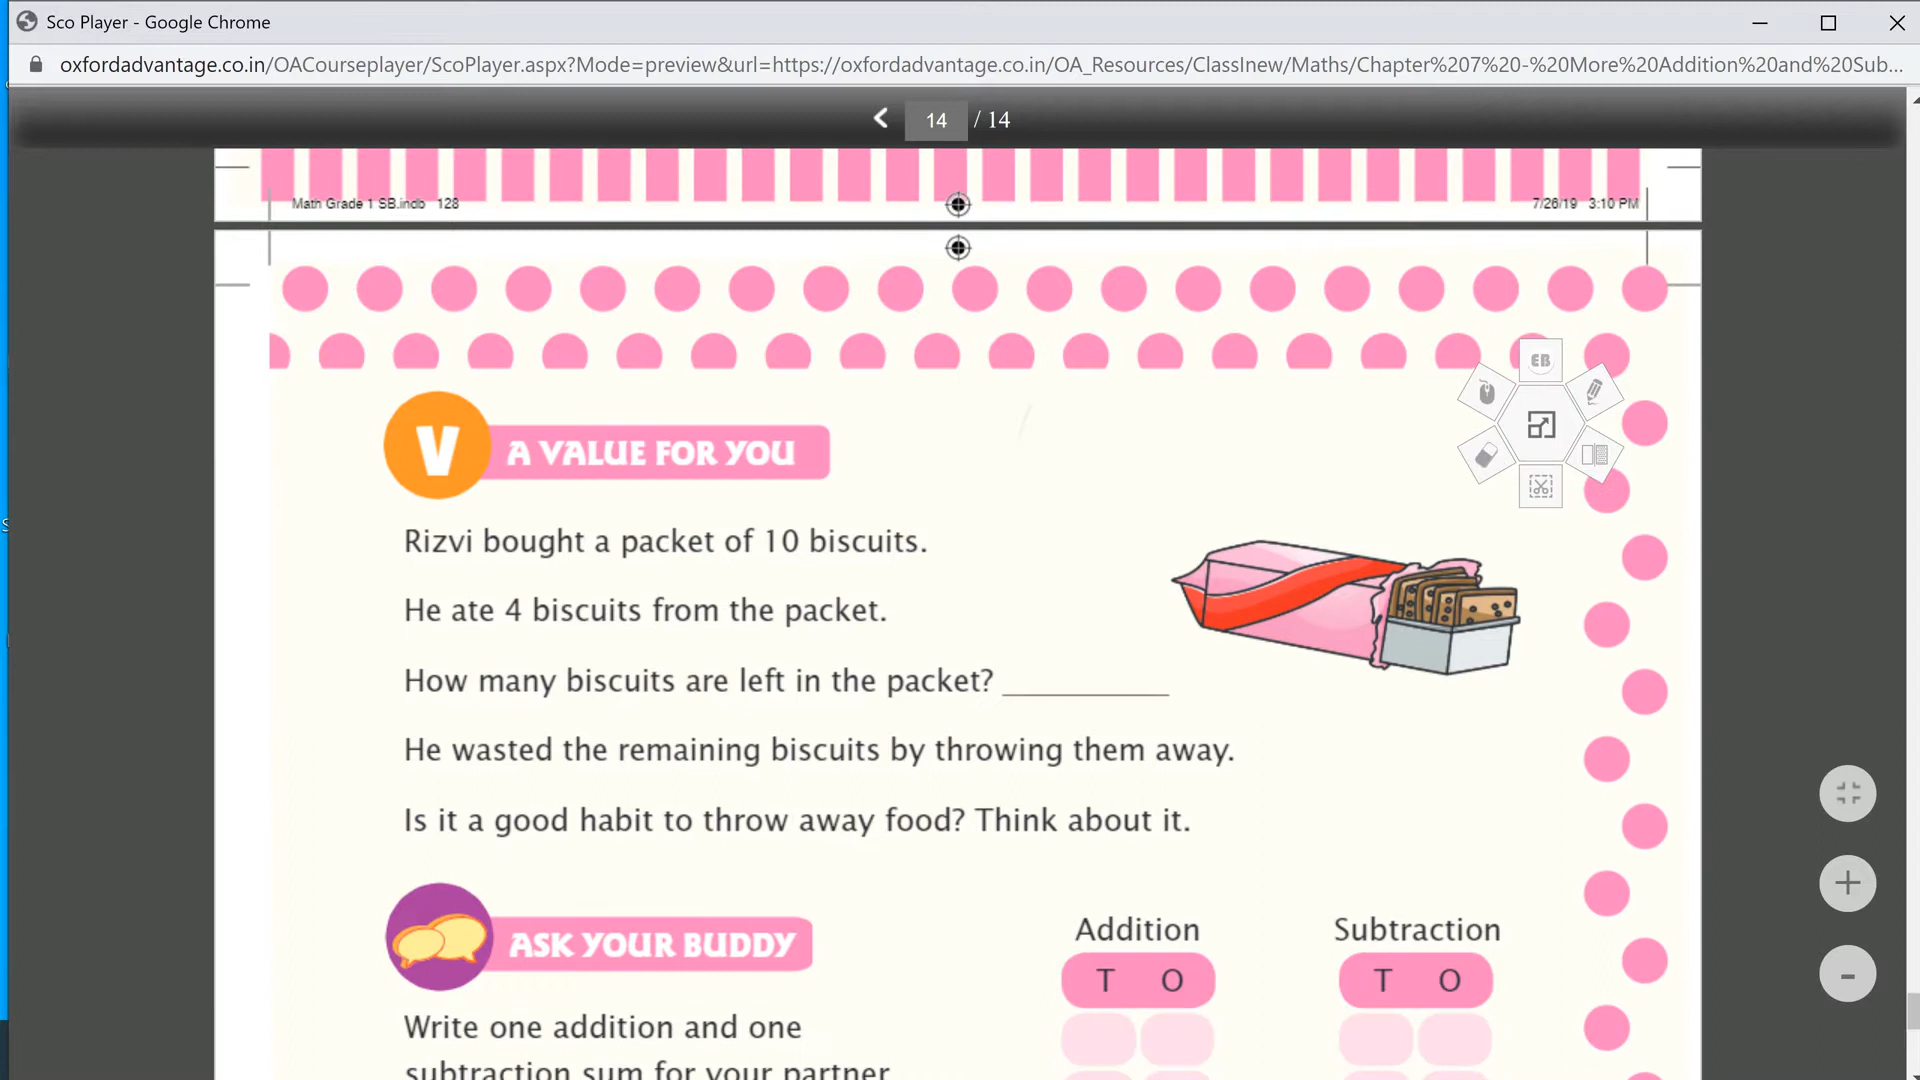 Sco Player - Google Chrome
oxfordadvantage.co.in/OACourseplayer/ScoPlayer.aspx?Mode=preview&url=https://oxfordadvantage.co.in/OA_Resources/ClassInew/Maths/Chapter%207%20-%20More%20Addition%20and%20Sub...
14 / 14
Math Grade 1 SB.indb 128
7/26/19 3:10 PM
EB
V
A VALUE FOR YOU
Rizvi bought a packet of 10 biscuits.
He ate 4 biscuits from the packet.
How many biscuits are left in the packet? __________
He wasted the remaining biscuits by throwing them away.
Is it a good habit to throw away food? Think about it.
ASK YOUR BUDDY
Addition Subtraction
T O T O
Write one addition and one
subtraction sum for your partner